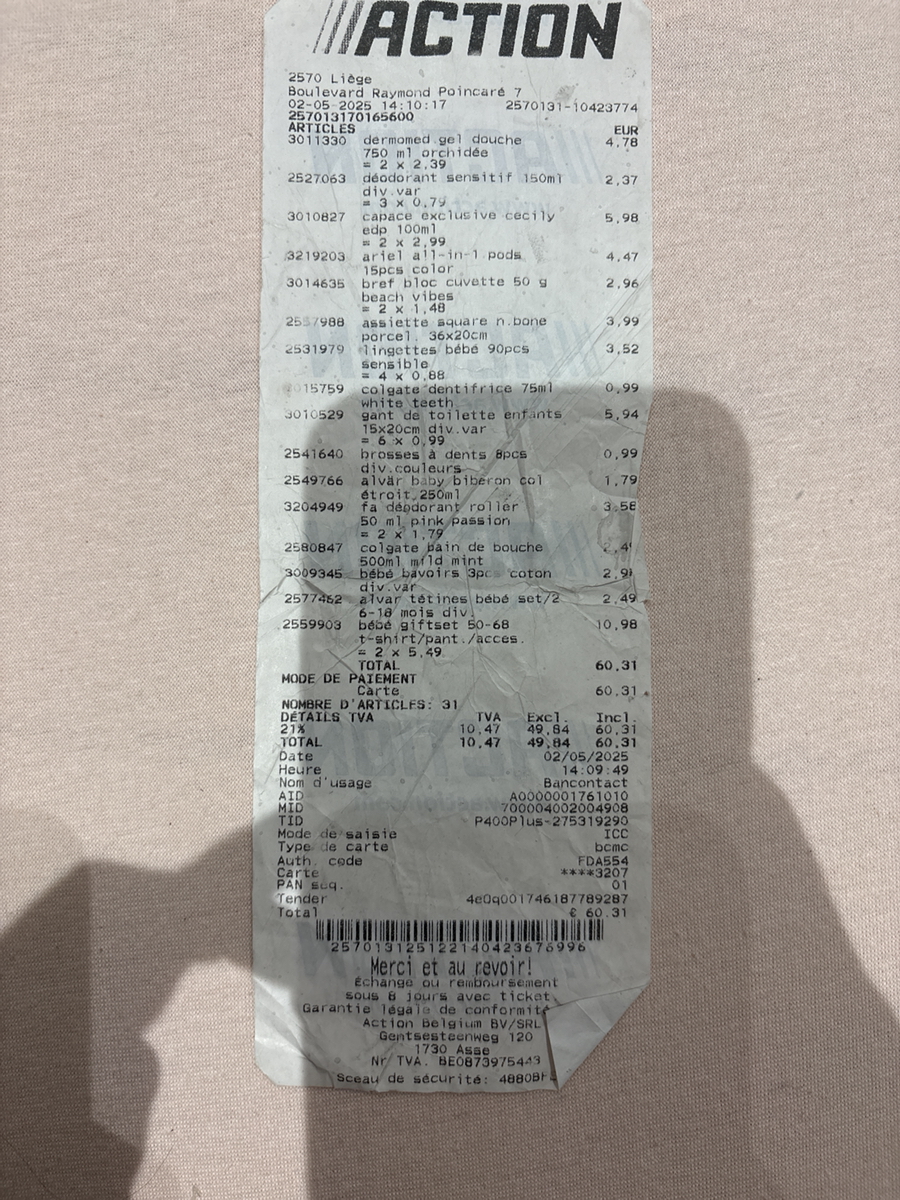 ACTION
2570 Liège
Boulevard Raymond Poincaré 7
02-05-2025 14:10:17 2570131-10423774
257013170165600
ARTICLES EUR
3011330 dermomed gel douche 4,78
750 ml orchidée
= 2 x 2,39
2527063 déodorant sensitif 150ml 2,37
div.var
= 3 x 0,79
3010827 capace exclusive cecily 5,98
edp 100ml
= 2 x 2,99
3219203 ariel all-in-1 pods 4,47
15pcs color
3014635 bref bloc cuvette 50 g 2,96
beach vibes
= 2 x 1,48
2557988 assiette square n.bone 3,99
porcel. 36x20cm
2531979 lingettes bébé 90pcs 3,52
sensible
= 4 x 0,88
colgate dentifrice 75ml 0,99
white teeth
3010529 gant de toilette enfants 5,94
15x20cm div.var
= 6 x 0,99
2541640 brosses à dents 8pcs 0,99
div.couleurs
2549766 alvar baby biberon col 1,79
étroit 250ml
3204949 fa déodorant roller 3,58
50 ml pink passion
= 2 x 1,79
2580847 colgate bain de bouche
500ml mild mint
3009345 bébé bavoirs 3pcs coton
div.var
2577462 alvar tétines bébé set/2 2,49
6-18 mois div.
2559903 bébé giftset 50-68 10,98
t-shirt/pant./acces.
= 2 x 5,49
TOTAL 60,31
MODE DE PAIEMENT
Carte 60,31
NOMBRE D'ARTICLES: 31
DÉTAILS TVA TVA Excl. Incl.
21% 10,47 49,84 60,31
TOTAL 10,47 49,84 60,31
Date 02/05/2025
Heure 14:09:49
Nom d'usage Bancontact
AID A0000001761010
MID 700004002004908
TID P400Plus-275319290
Mode de saisie ICC
Type de carte bcmc
Auth. code FDA554
Carte ****3207
PAN seq. 01
Tender 4e0q001746187789287
Total € 60.31
257013125122140423676996
Merci et au revoir!
Échange ou remboursement
sous 8 jours avec ticket
Garantie légale de conformité
Action Belgium BV/SRL
Gentsesteenweg 120
1730 Asse
Nr TVA. BE0873975443
Sceau de sécurité: